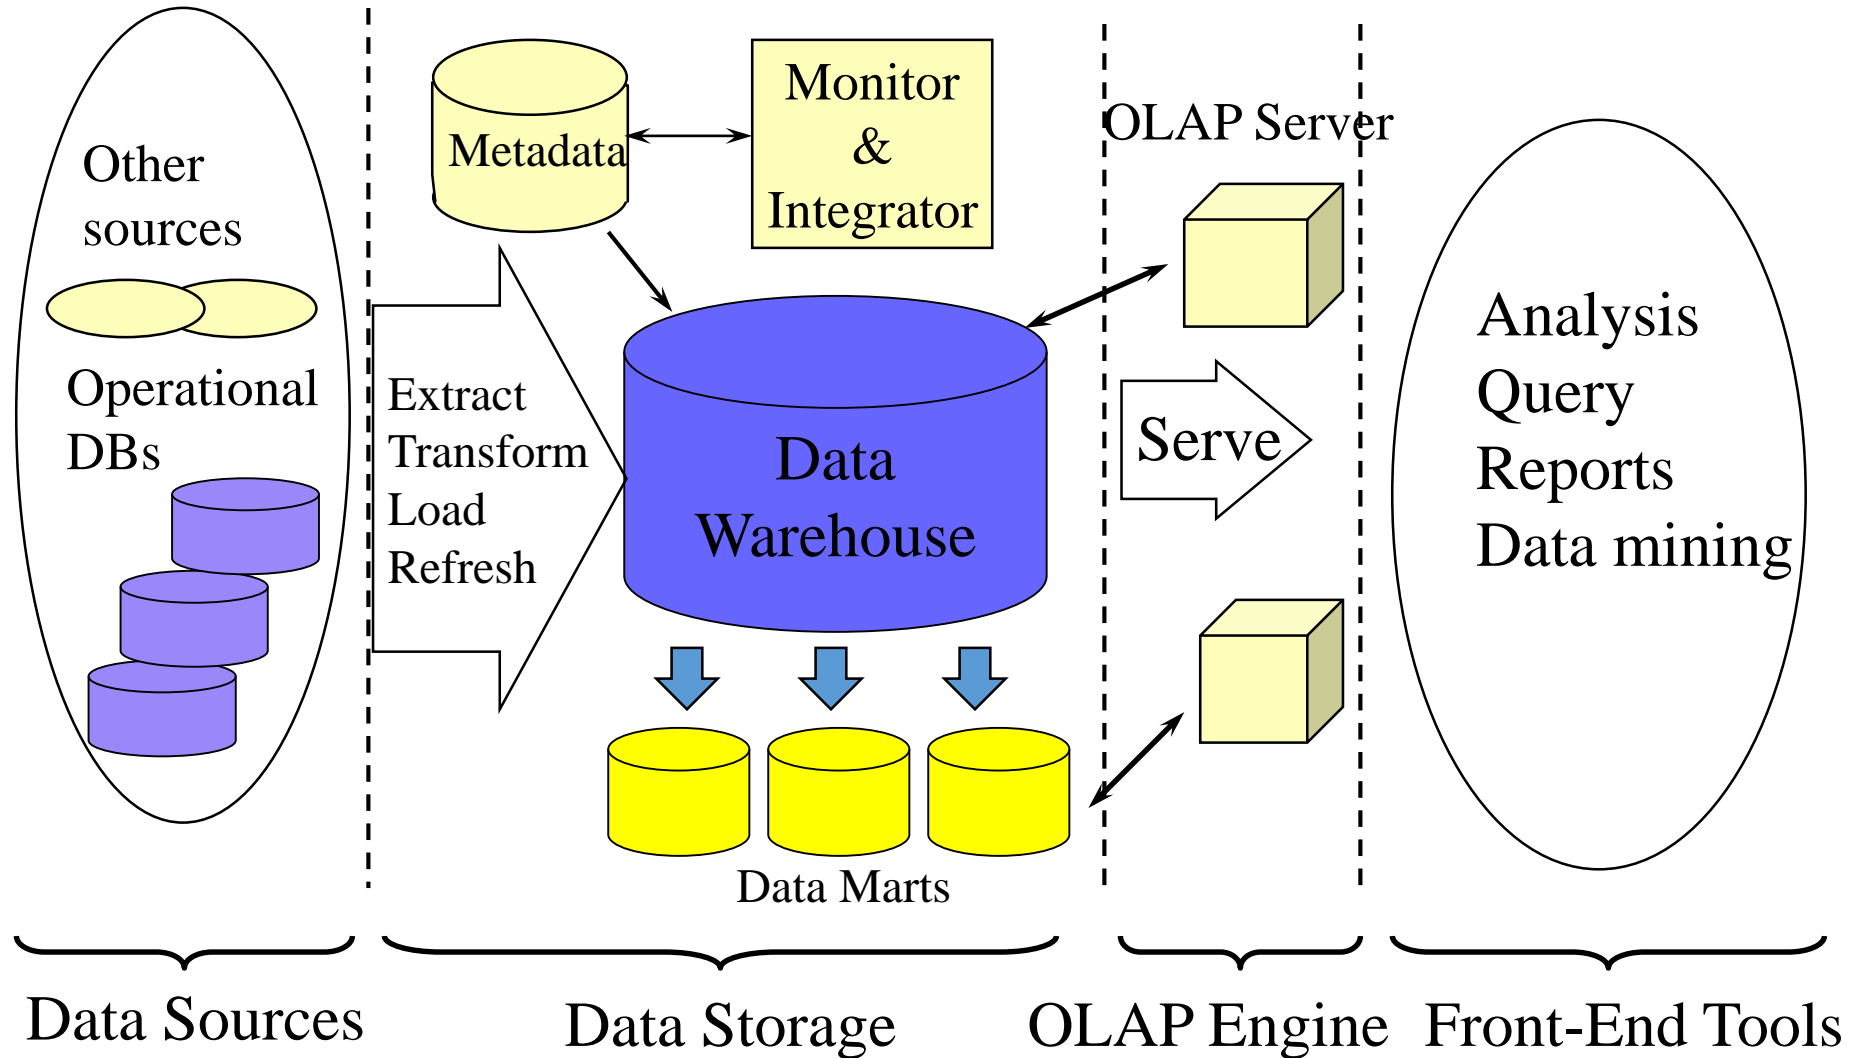 Other
sources
Operational
DBs
Extract
Transform
Load
Refresh
Metadata
Monitor
&
Integrator
Data
Warehouse
Data Marts
OLAP Server
Serve
Analysis
Query
Reports
Data mining
Data Sources
Data Storage
OLAP Engine
Front-End Tools